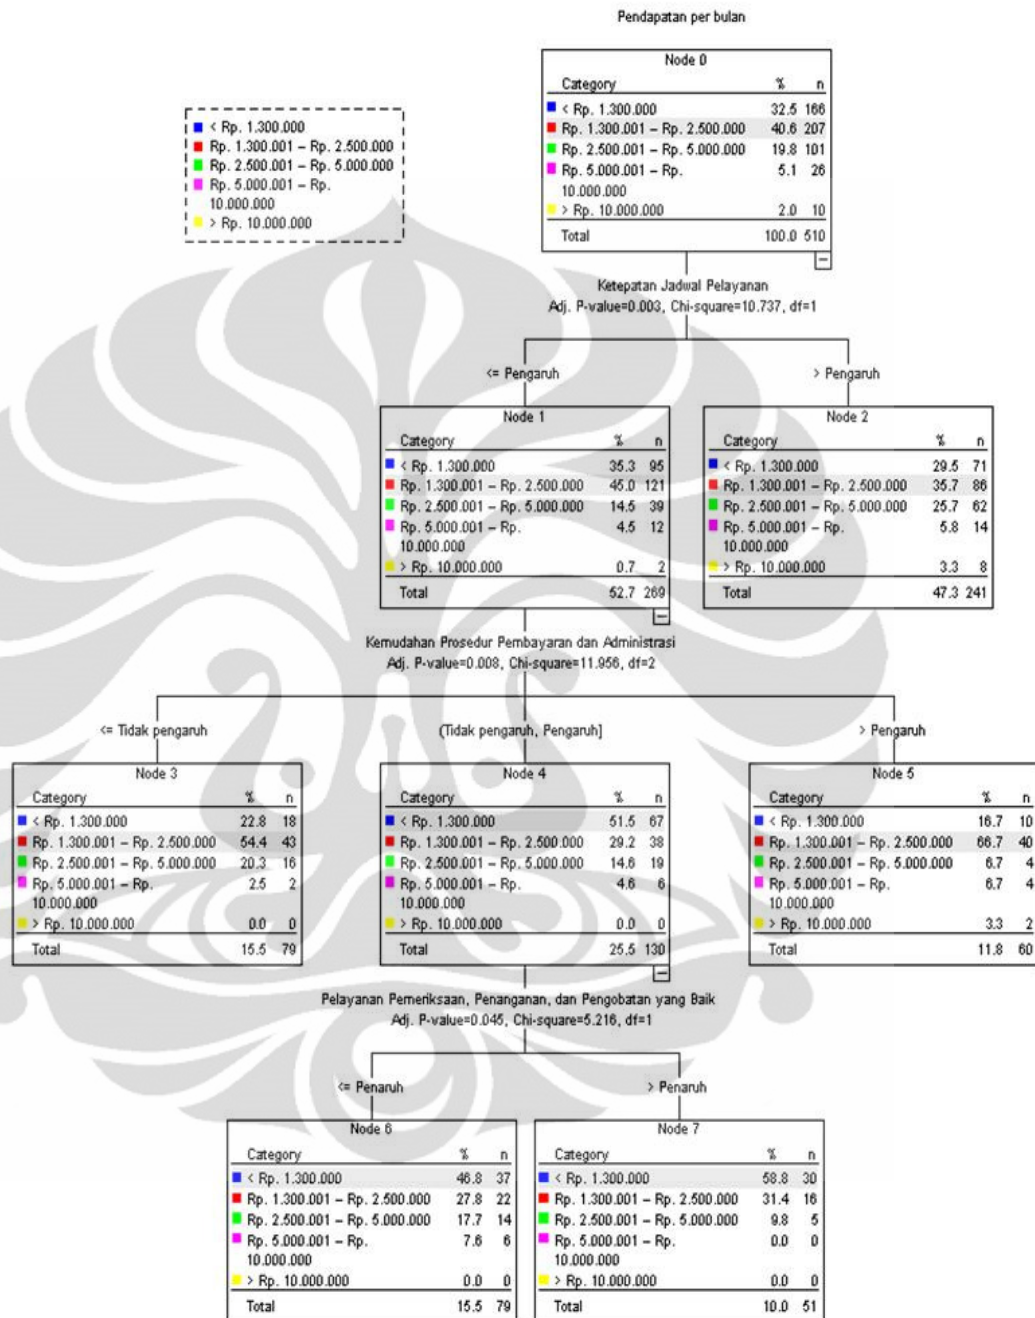 Pendapatan per bulan
Node 0
Category % n
< Rp. 1.300.000 32.5 166
Rp. 1.300.001 – Rp. 2.500.000 40.6 207
Rp. 2.500.001 – Rp. 5.000.000 19.8 101
Rp. 5.000.001 – Rp. 5.1 26
10.000.000
> Rp. 10.000.000 2.0 10
Total 100.0 510
< Rp. 1.300.000
Rp. 1.300.001 – Rp. 2.500.000
Rp. 2.500.001 – Rp. 5.000.000
Rp. 5.000.001 – Rp.
10.000.000
> Rp. 10.000.000
Ketepatan Jadwal Pelayanan
Adj. P-value=0.003, Chi-square=10.737, df=1
<= Pengaruh
> Pengaruh
Node 1
Category % n
< Rp. 1.300.000 35.3 95
Rp. 1.300.001 – Rp. 2.500.000 45.0 121
Rp. 2.500.001 – Rp. 5.000.000 14.5 39
Rp. 5.000.001 – Rp. 4.5 12
10.000.000
> Rp. 10.000.000 0.7 2
Total 52.7 269
Node 2
Category % n
< Rp. 1.300.000 29.5 71
Rp. 1.300.001 – Rp. 2.500.000 35.7 86
Rp. 2.500.001 – Rp. 5.000.000 25.7 62
Rp. 5.000.001 – Rp. 5.8 14
10.000.000
> Rp. 10.000.000 3.3 8
Total 47.3 241
Kemudahan Prosedur Pembayaran dan Administrasi
Adj. P-value=0.008, Chi-square=11.956, df=2
<= Tidak pengaruh
(Tidak pengaruh, Pengaruh]
> Pengaruh
Node 3
Category % n
< Rp. 1.300.000 22.8 18
Rp. 1.300.001 – Rp. 2.500.000 54.4 43
Rp. 2.500.001 – Rp. 5.000.000 20.3 16
Rp. 5.000.001 – Rp. 2.5 2
10.000.000
> Rp. 10.000.000 0.0 0
Total 15.5 79
Node 4
Category % n
< Rp. 1.300.000 51.5 67
Rp. 1.300.001 – Rp. 2.500.000 29.2 38
Rp. 2.500.001 – Rp. 5.000.000 14.6 19
Rp. 5.000.001 – Rp. 4.6 6
10.000.000
> Rp. 10.000.000 0.0 0
Total 25.5 130
Node 5
Category % n
< Rp. 1.300.000 16.7 10
Rp. 1.300.001 – Rp. 2.500.000 66.7 40
Rp. 2.500.001 – Rp. 5.000.000 6.7 4
Rp. 5.000.001 – Rp. 6.7 4
10.000.000
> Rp. 10.000.000 3.3 2
Total 11.8 60
Pelayanan Pemeriksaan, Penanganan, dan Pengobatan yang Baik
Adj. P-value=0.045, Chi-square=5.216, df=1
<= Penaruh
> Penaruh
Node 6
Category % n
< Rp. 1.300.000 46.8 37
Rp. 1.300.001 – Rp. 2.500.000 27.8 22
Rp. 2.500.001 – Rp. 5.000.000 17.7 14
Rp. 5.000.001 – Rp. 7.6 6
10.000.000
> Rp. 10.000.000 0.0 0
Total 15.5 79
Node 7
Category % n
< Rp. 1.300.000 58.8 30
Rp. 1.300.001 – Rp. 2.500.000 31.4 16
Rp. 2.500.001 – Rp. 5.000.000 9.8 5
Rp. 5.000.001 – Rp. 0.0 0
10.000.000
> Rp. 10.000.000 0.0 0
Total 10.0 51